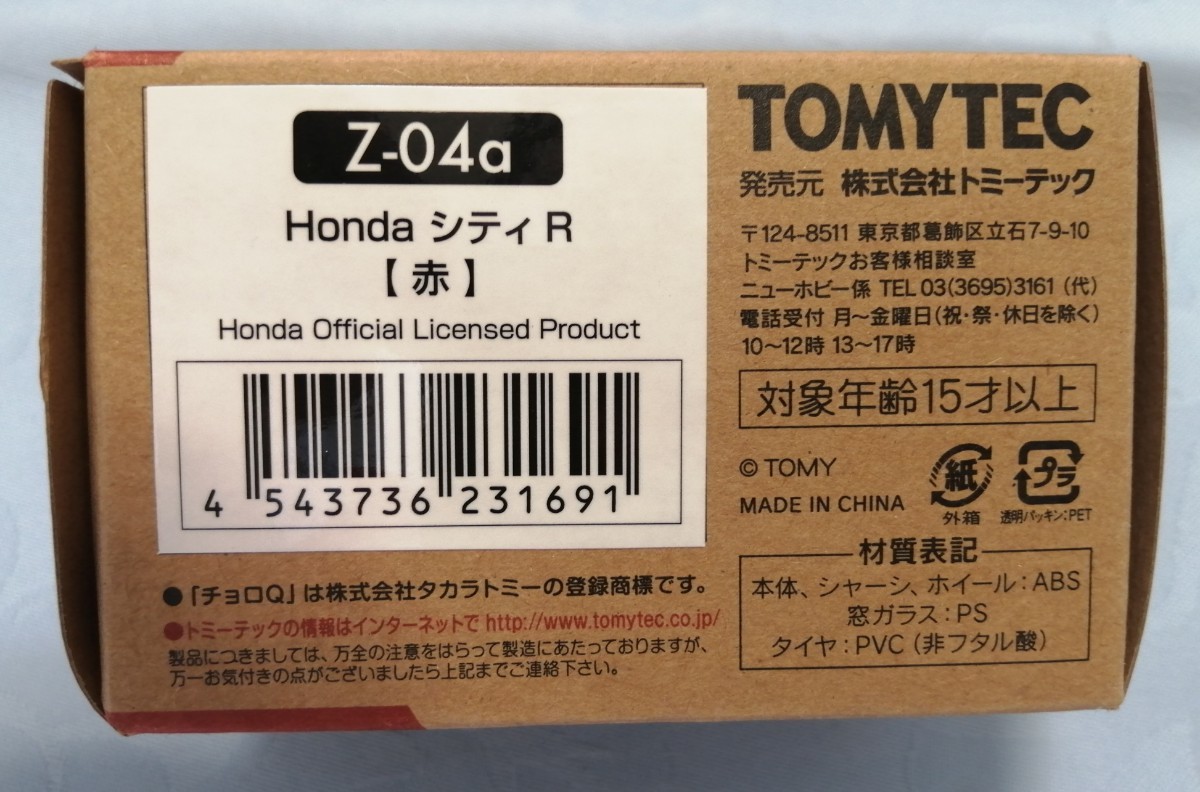 Z-04a
Honda シティ R
【 赤 】
Honda Official Licensed Product
4 543736 231691
TOMYTEC
発売元 株式会社トミーテック
〒124-8511 東京都葛飾区立石7-9-10
トミーテックお客様相談室
ニューホビー係 TEL 03(3695)3161 (代)
電話受付 月〜金曜日(祝・祭・休日を除く)
10〜12時 13〜17時
対象年齢15才以上
© TOMY
MADE IN CHINA
紙
外箱
プラ
透明パッキン:PET
材質表記
本体、シャーシ、ホイール:ABS
窓ガラス:PS
タイヤ:PVC (非フタル酸)
●「チョロQ」は株式会社タカラトミーの登録商標です。
●トミーテックの情報はインターネットで http://www.tomytec.co.jp/
製品につきましては、万全の注意をはらって製造にあたっておりますが、
万一お気付きの点がございましたら上記までご連絡下さい。